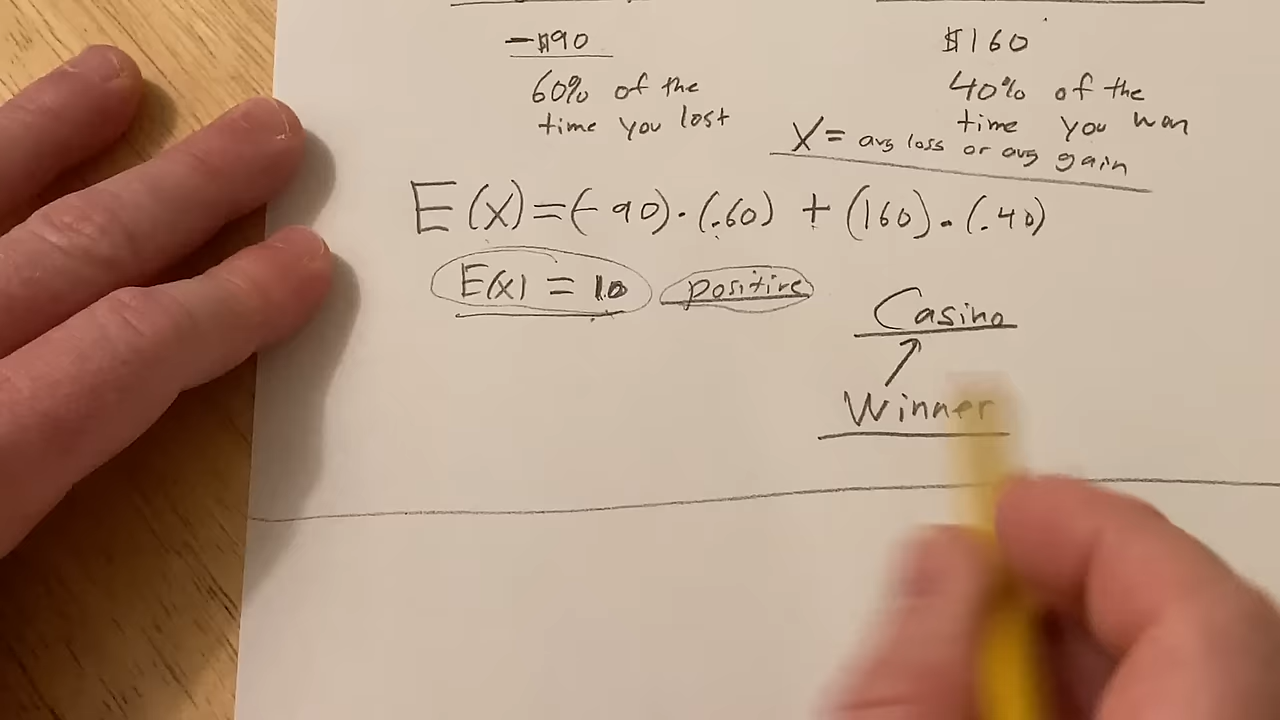 -$90
60% of the
time you lost
$160
40% of the
time you won
X = avg loss or avg gain
E(X) = (-90)·(.60) + (160)·(.40)
E(X) = 10 positive
Casino
Winner